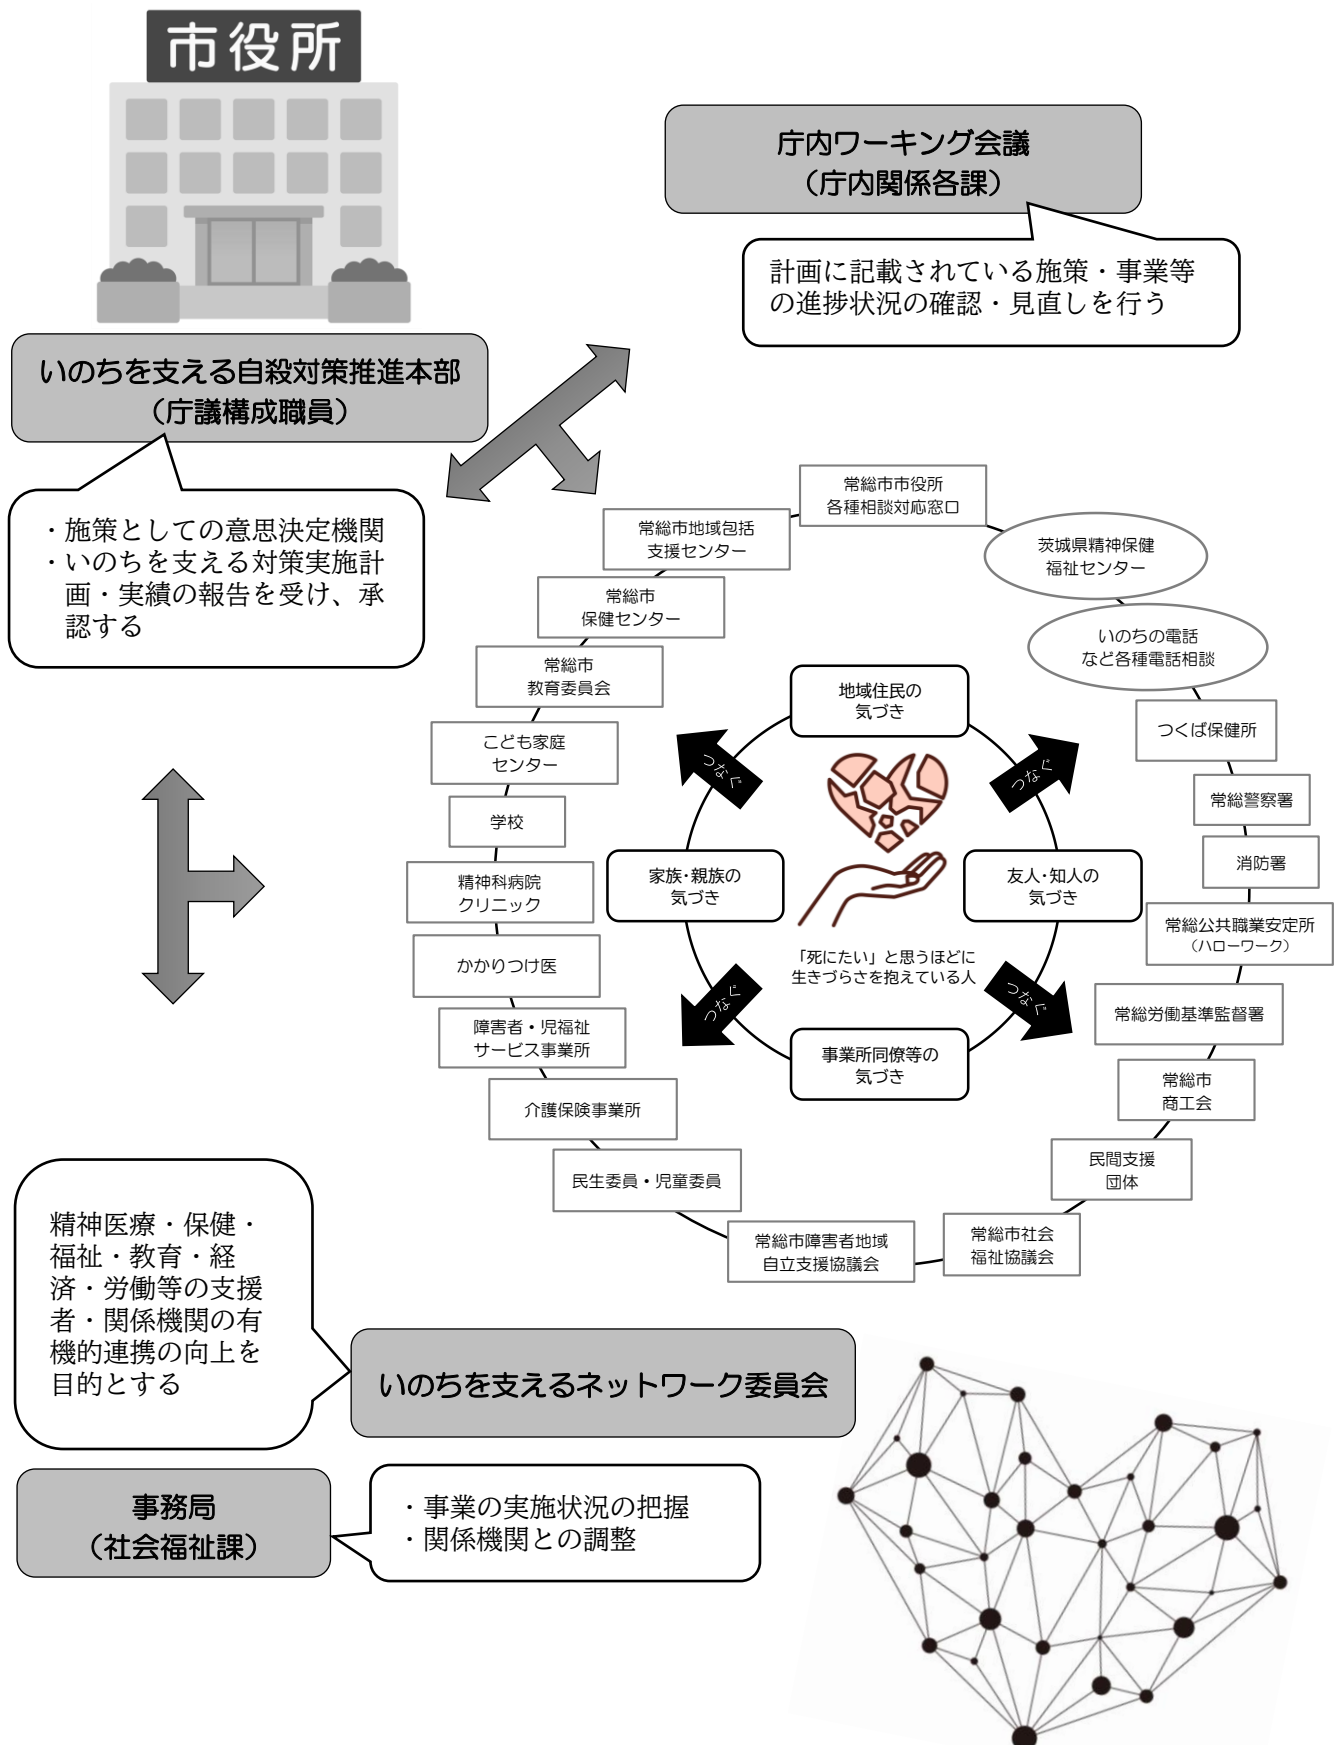 市役所
庁内ワーキング会議
（庁内関係各課）
計画に記載されている施策・事業等
の進捗状況の確認・見直しを行う
いのちを支える自殺対策推進本部
（庁議構成職員）
・施策としての意思決定機関
・いのちを支える対策実施計
画・実績の報告を受け、承
認する
常総市市役所
各種相談対応窓口
茨城県精神保健
福祉センター
いのちの電話
など各種電話相談
つくば保健所
常総警察署
消防署
常総公共職業安定所
（ハローワーク）
常総労働基準監督署
常総市
商工会
民間支援
団体
常総市社会
福祉協議会
常総市障害者地域
自立支援協議会
民生委員・児童委員
介護保険事業所
障害者・児福祉
サービス事業所
かかりつけ医
精神科病院
クリニック
学校
こども家庭
センター
常総市
教育委員会
常総市
保健センター
常総市地域包括
支援センター
地域住民の
気づき
つなぐ
つなぐ
家族・親族の
気づき
友人・知人の
気づき
「死にたい」と思うほどに
生きづらさを抱えている人
つなぐ
つなぐ
事業所同僚等の
気づき
精神医療・保健・
福祉・教育・経
済・労働等の支援
者・関係機関の有
機的連携の向上を
目的とする
いのちを支えるネットワーク委員会
事務局
（社会福祉課）
・事業の実施状況の把握
・関係機関との調整